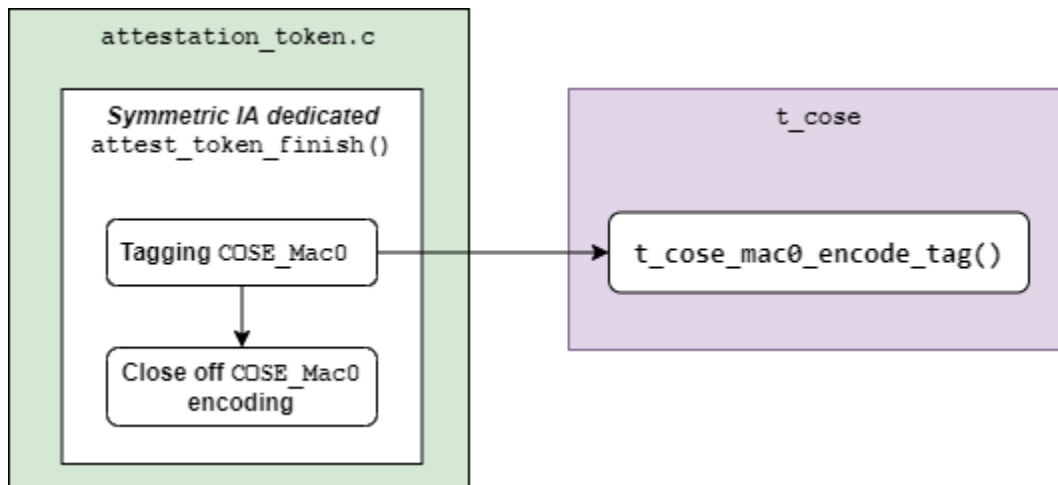 attestation_token.c
Symmetric IA dedicated
attest_token_finish()
Tagging COSE_Mac0
Close off COSE_Mac0
encoding
t_cose
t_cose_mac0_encode_tag()